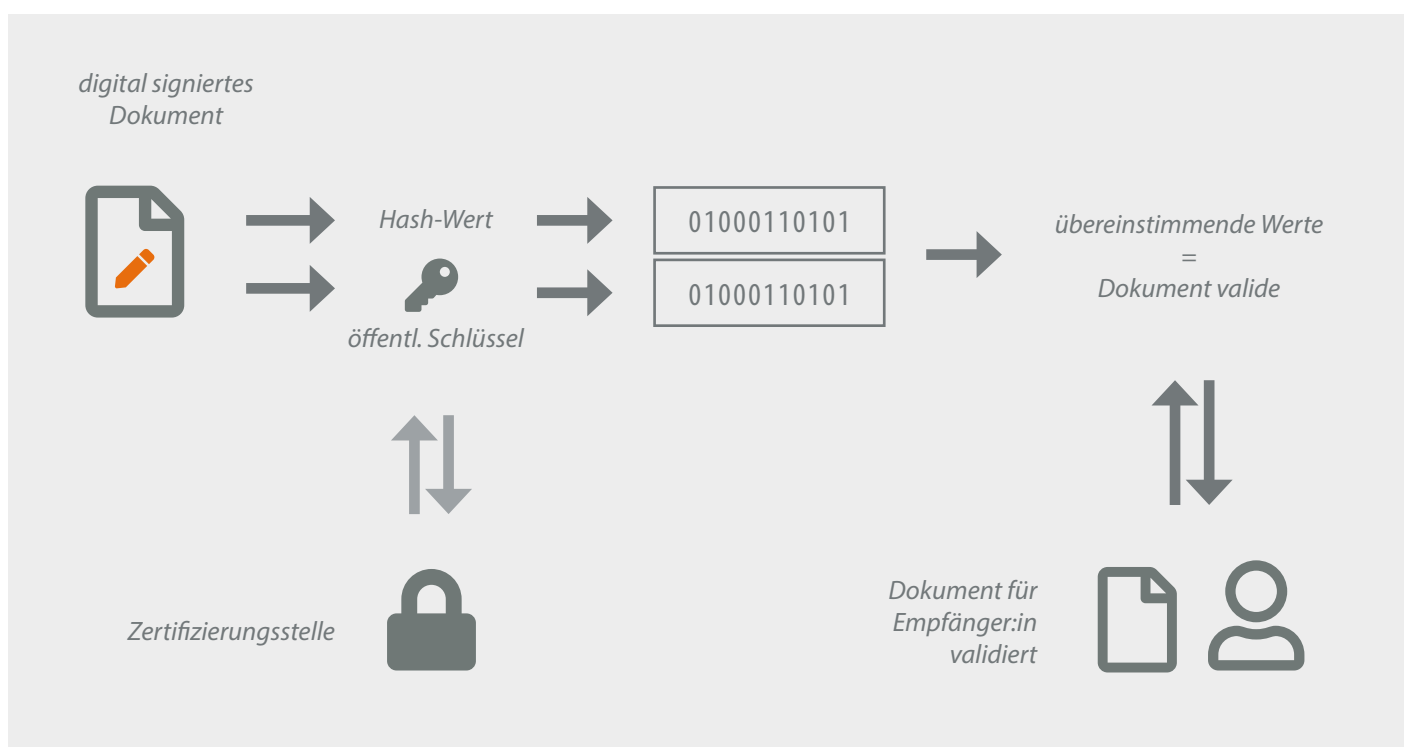 digital signiertes
Dokument
Hash-Wert
öffentl. Schlüssel
01000110101
01000110101
übereinstimmende Werte
=
Dokument valide
Zertifizierungsstelle
Dokument für
Empfänger:in
validiert